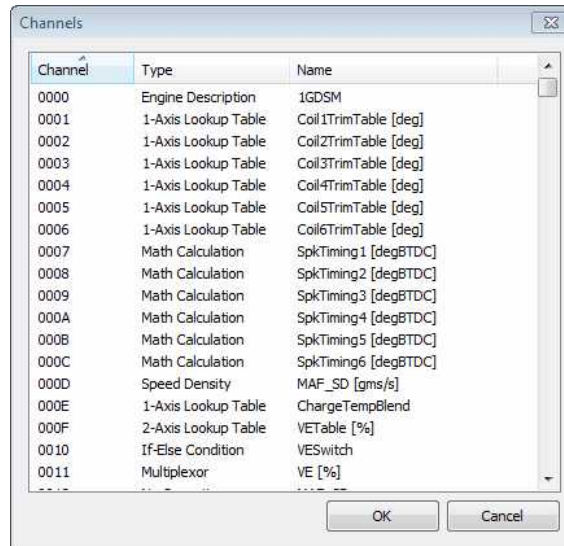 Channels
Channel Type Name
0000 Engine Description 1GDSM
0001 1-Axis Lookup Table Coil1TrimTable [deg]
0002 1-Axis Lookup Table Coil2TrimTable [deg]
0003 1-Axis Lookup Table Coil3TrimTable [deg]
0004 1-Axis Lookup Table Coil4TrimTable [deg]
0005 1-Axis Lookup Table Coil5TrimTable [deg]
0006 1-Axis Lookup Table Coil6TrimTable [deg]
0007 Math Calculation SpkTiming1 [degBTDC]
0008 Math Calculation SpkTiming2 [degBTDC]
0009 Math Calculation SpkTiming3 [degBTDC]
000A Math Calculation SpkTiming4 [degBTDC]
000B Math Calculation SpkTiming5 [degBTDC]
000C Math Calculation SpkTiming6 [degBTDC]
000D Speed Density MAF_SD [gms/s]
000E 1-Axis Lookup Table ChargeTempBlend
000F 2-Axis Lookup Table VETable [%]
0010 If-Else Condition VESwitch
0011 Multiplexor VE [%]
OK Cancel